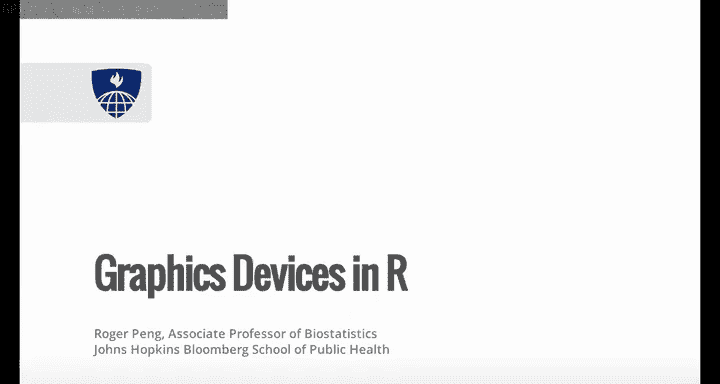 Graphics Devices in R
Roger Peng, Associate Professor of Biostatistics
Johns Hopkins Bloomberg School of Public Health